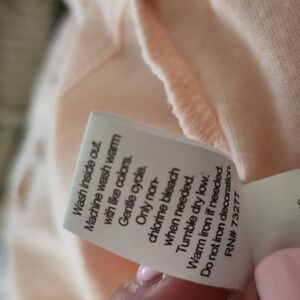 Wash inside out.
Machine wash warm
with like colors.
Gentle cycle.
Only non-
chlorine bleach
when needed.
Tumble dry low.
Warm iron if needed.
Do not iron decoration.
RN# 73277